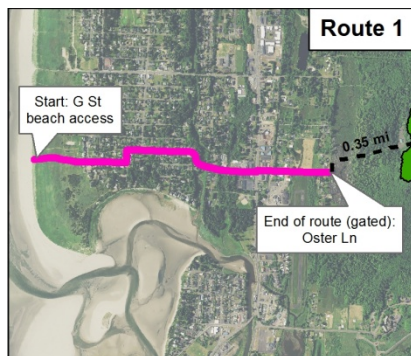 Route 1
Start: G St
beach access
0.35 mi
End of route (gated):
Oster Ln